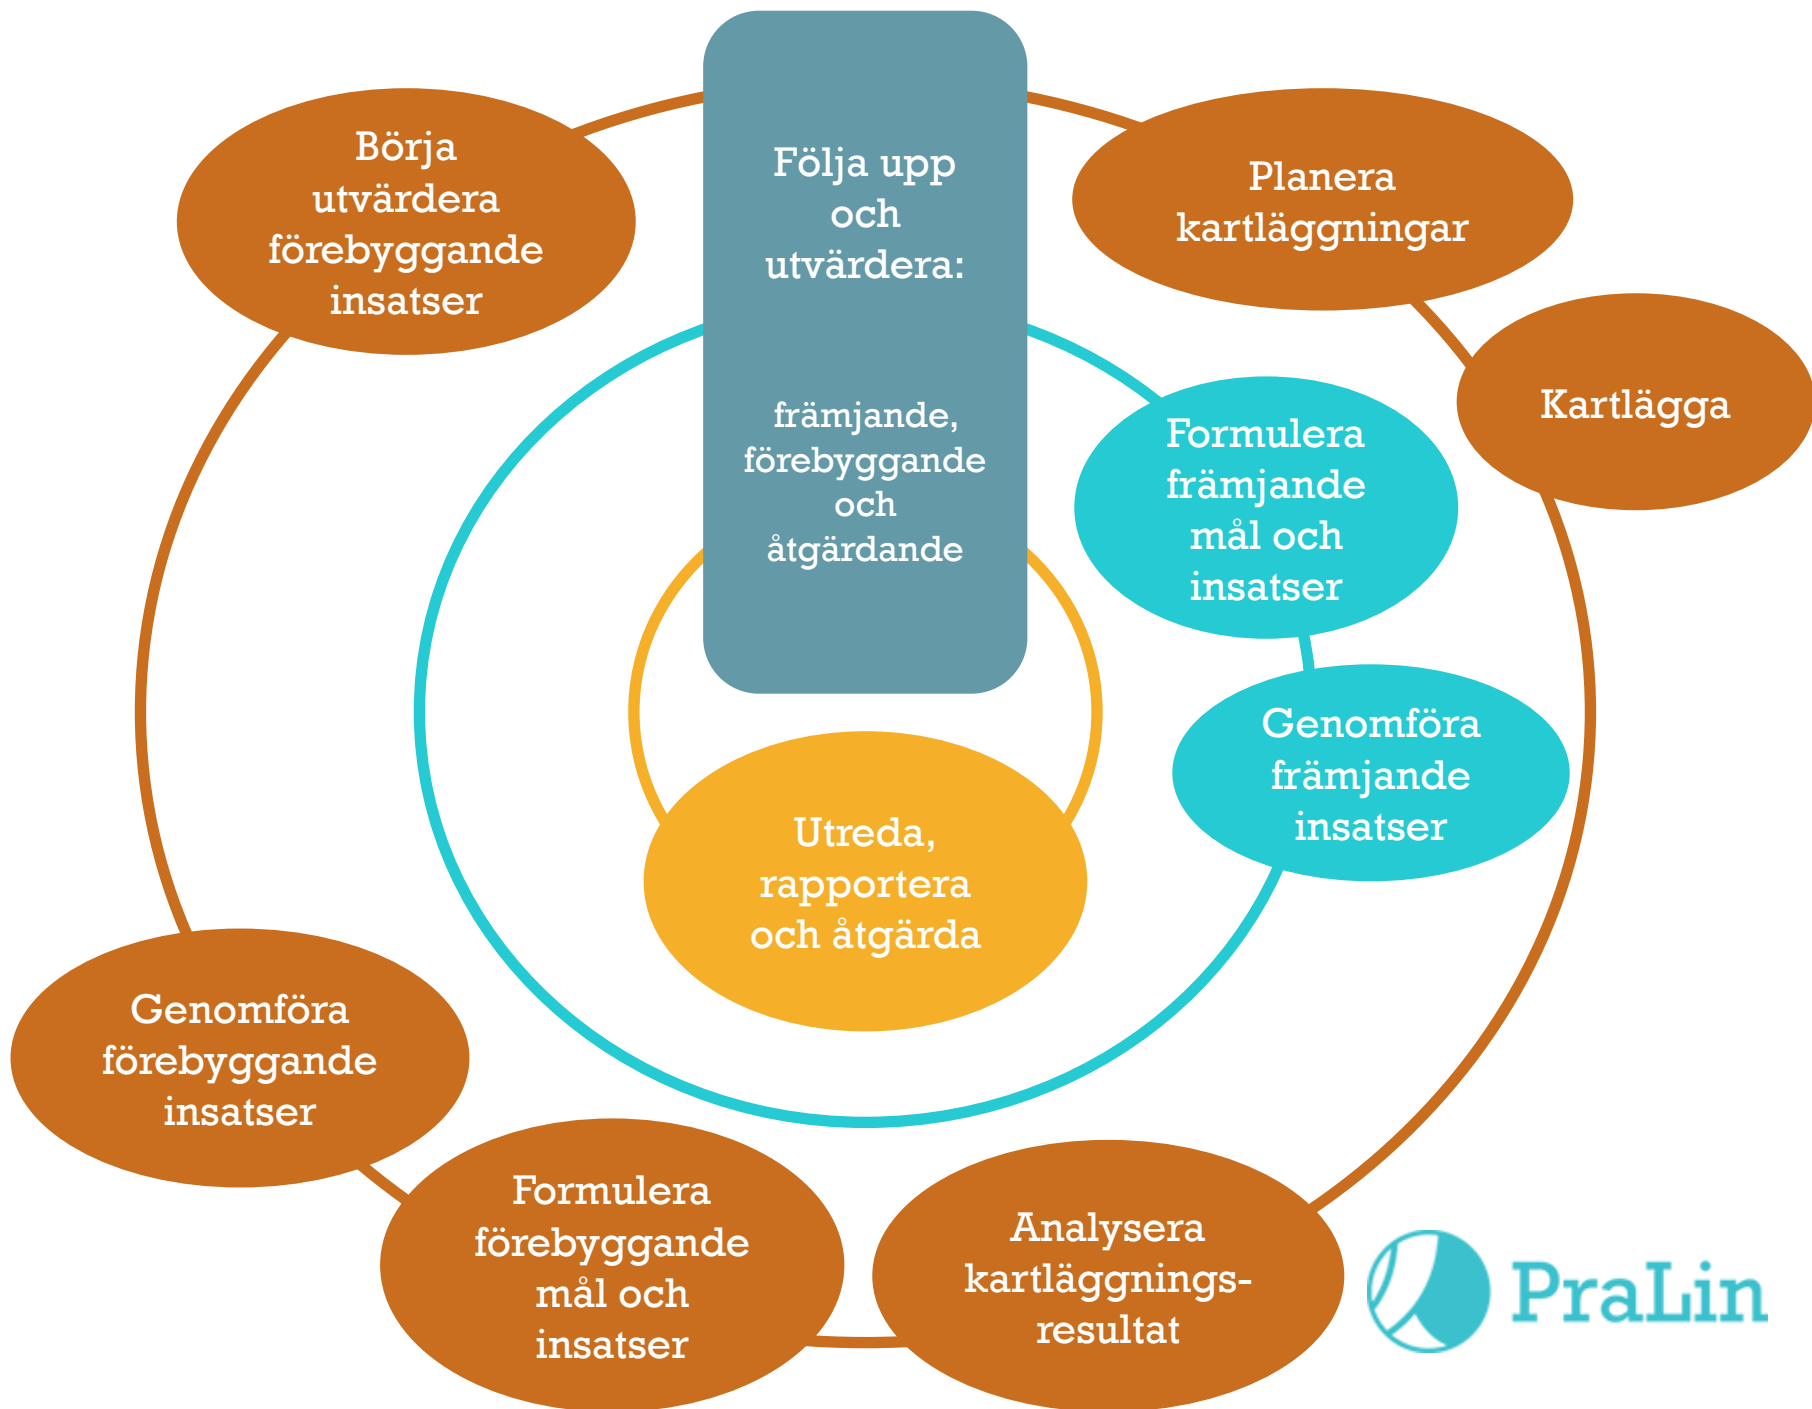 Följa upp
och
utvärdera:
främjande,
förebyggande
och
åtgärdande
Planera
kartläggningar
Kartlägga
Analysera
kartläggnings-
resultat
Formulera
förebyggande
mål och
insatser
Genomföra
förebyggande
insatser
Börja
utvärdera
förebyggande
insatser
Formulera
främjande
mål och
insatser
Genomföra
främjande
insatser
Utreda,
rapportera
och åtgärda
PraLin